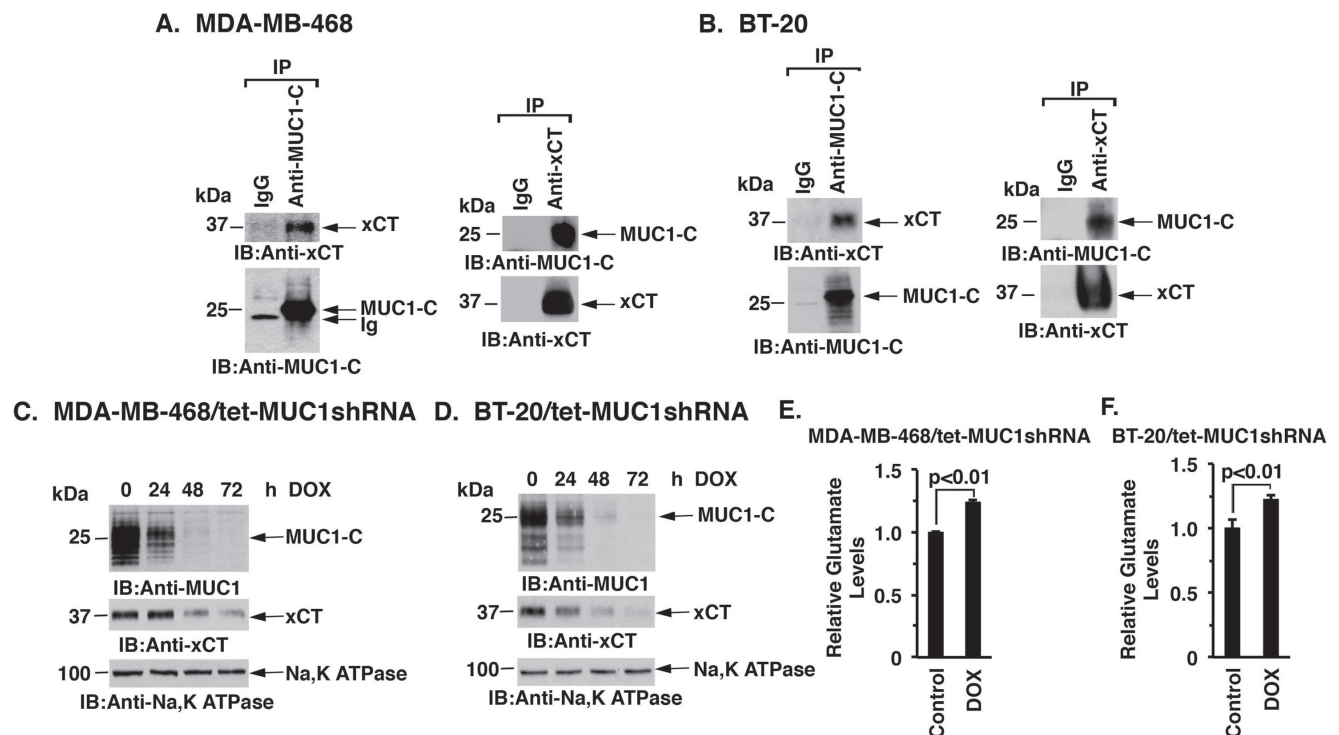 A. MDA-MB-468
IP
IgG
Anti-MUC1-C
kDa
37
xCT
IB:Anti-xCT
25
MUC1-C
Ig
IB:Anti-MUC1-C
IP
IgG
Anti-xCT
25
MUC1-C
IB:Anti-MUC1-C
37
xCT
IB:Anti-xCT
B. BT-20
IP
IgG
Anti-MUC1-C
kDa
37
xCT
IB:Anti-xCT
25
MUC1-C
IB:Anti-MUC1-C
IP
IgG
Anti-xCT
kDa
25
MUC1-C
IB:Anti-MUC1-C
37
xCT
IB:Anti-xCT
C. MDA-MB-468/tet-MUC1shRNA
kDa
0 24 48 72 h DOX
25
MUC1-C
IB:Anti-MUC1
37
xCT
IB:Anti-xCT
100
Na,K ATPase
IB:Anti-Na,K ATPase
D. BT-20/tet-MUC1shRNA
kDa
0 24 48 72 h DOX
25
MUC1-C
IB:Anti-MUC1
37
xCT
IB:Anti-xCT
100
Na,K ATPase
IB:Anti-Na,K ATPase
E.
MDA-MB-468/tet-MUC1shRNA
Relative Glutamate
Levels
1.5
1.0
0.5
0
p<0.01
Control
DOX
F.
BT-20/tet-MUC1shRNA
Relative Glutamate
Levels
1.5
1.0
0.5
0
p<0.01
Control
DOX